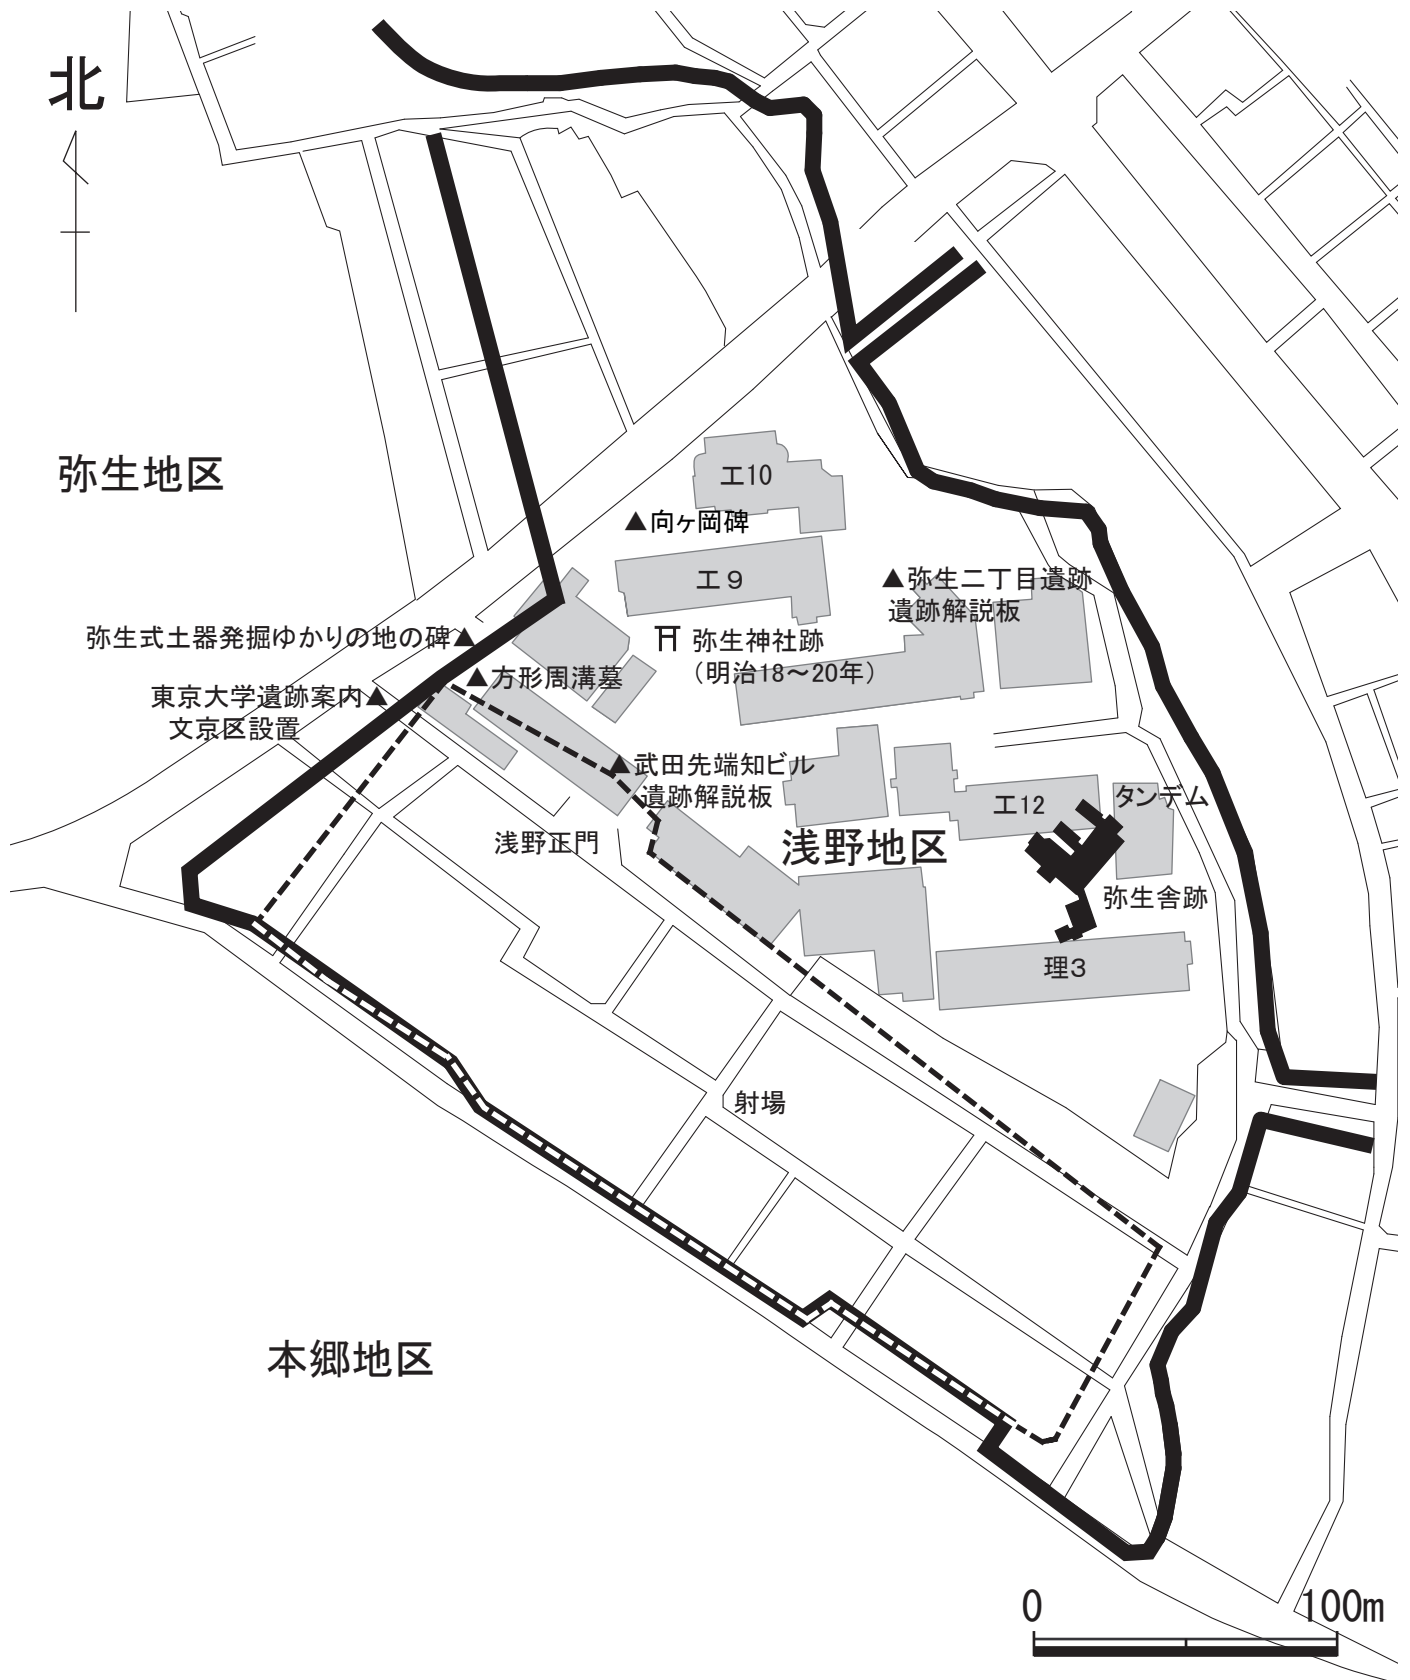 北
弥生地区
工10
▲向ヶ岡碑
工９
▲弥生二丁目遺跡
遺跡解説板
弥生式土器発掘ゆかりの地の碑▲
弥生神社跡
（明治18～20年）
▲方形周溝墓
東京大学遺跡案内▲
文京区設置
▲武田先端知ビル
遺跡解説板
工12
タンデム
浅野正門
浅野地区
弥生舎跡
理3
射場
本郷地区
0
100m